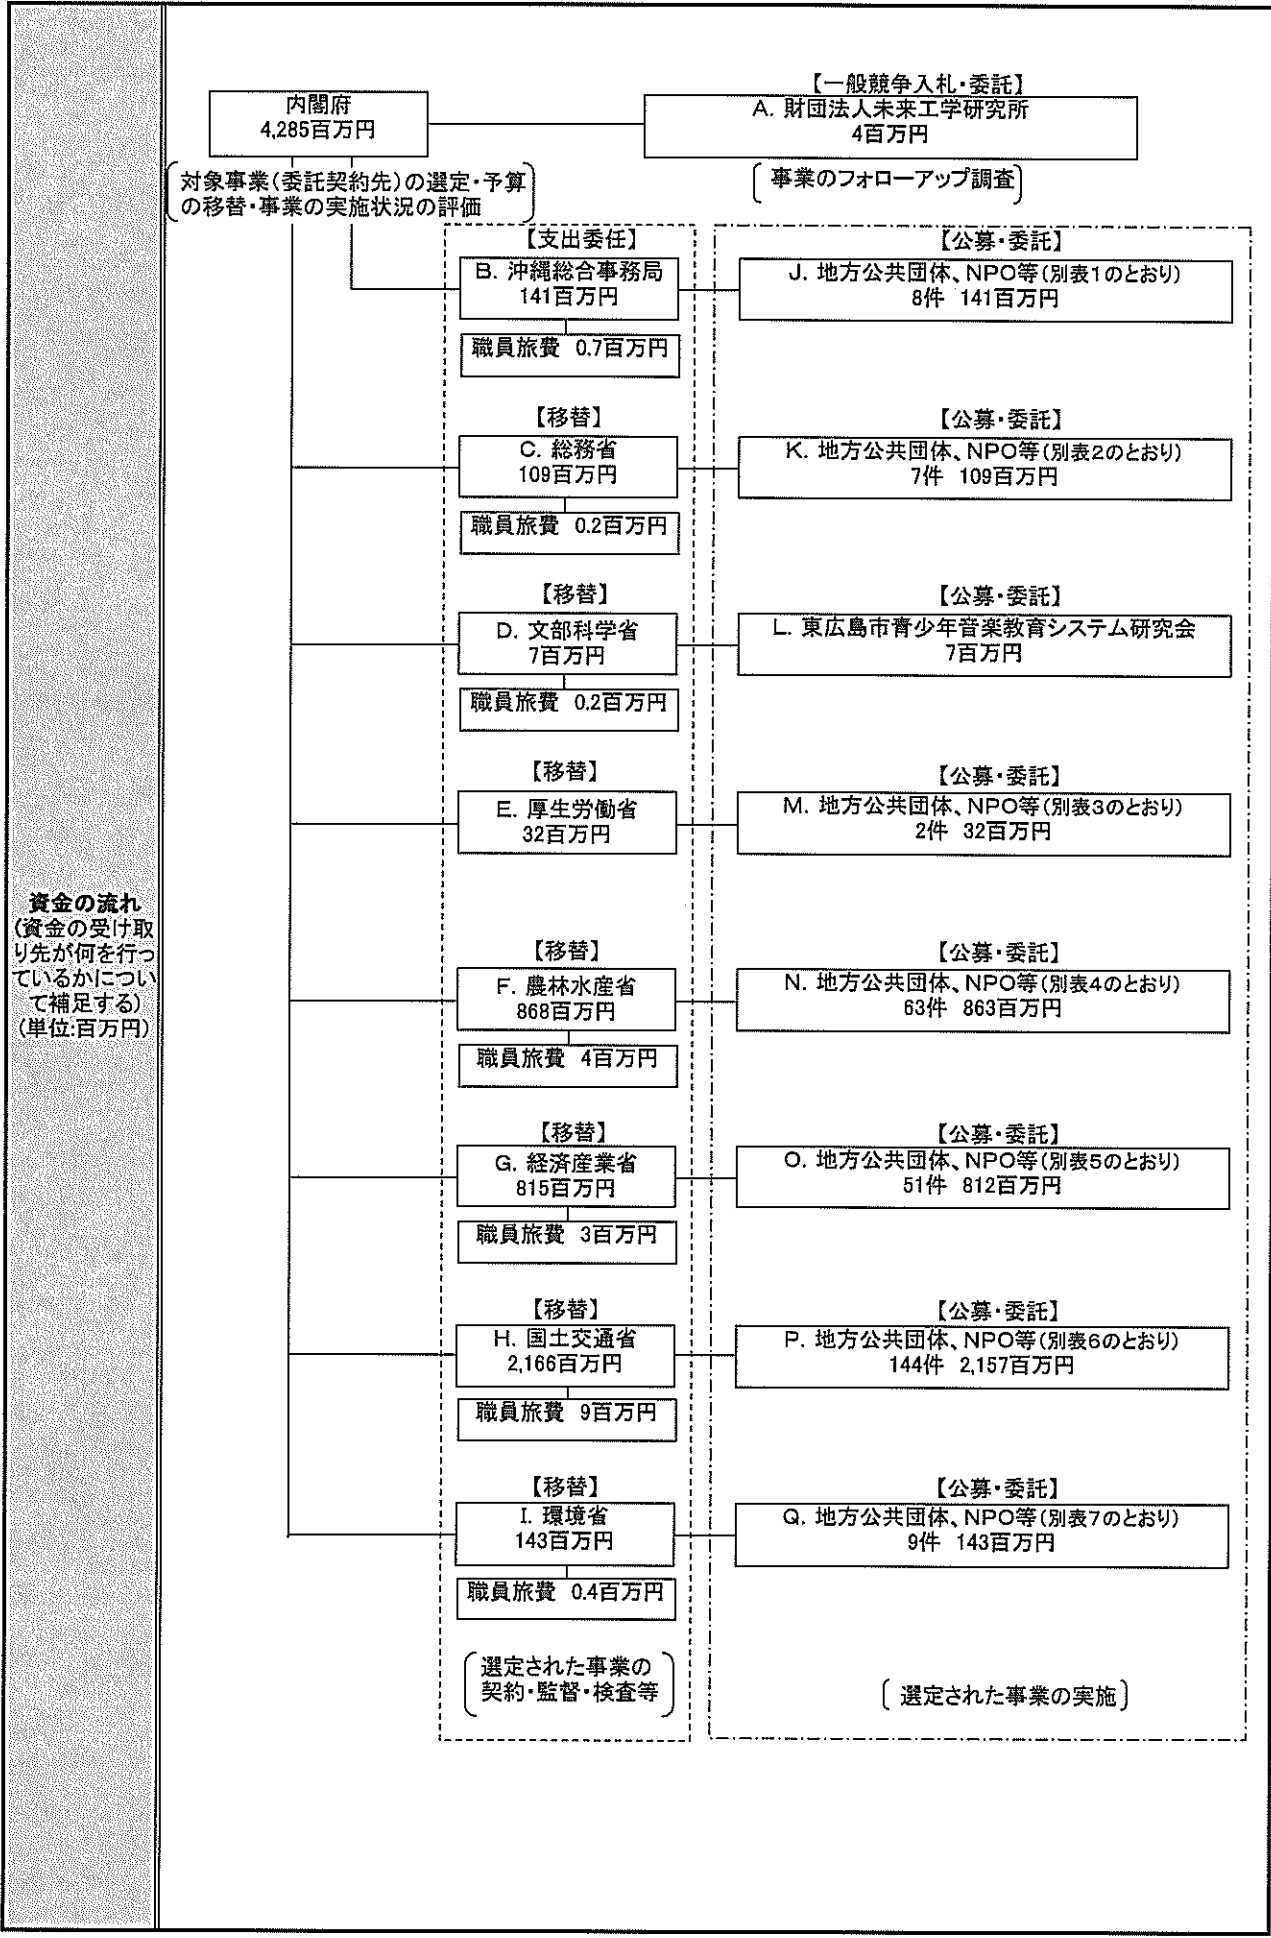 資金の流れ
(資金の受け取
り先が何を行っ
ているかについ
て補足する)
(単位:百万円)
内閣府
4,285百万円
対象事業(委託契約先)の選定・予算
の移替・事業の実施状況の評価
【一般競争入札・委託】
A. 財団法人未来工学研究所
4百万円
事業のフォローアップ調査
【支出委任】
B. 沖縄総合事務局
141百万円
職員旅費 0.7百万円
【公募・委託】
J. 地方公共団体、NPO等(別表1のとおり)
8件 141百万円
【移替】
C. 総務省
109百万円
職員旅費 0.2百万円
【公募・委託】
K. 地方公共団体、NPO等(別表2のとおり)
7件 109百万円
【移替】
D. 文部科学省
7百万円
職員旅費 0.2百万円
【公募・委託】
L. 東広島市青少年音楽教育システム研究会
7百万円
【移替】
E. 厚生労働省
32百万円
【公募・委託】
M. 地方公共団体、NPO等(別表3のとおり)
2件 32百万円
【移替】
F. 農林水産省
868百万円
職員旅費 4百万円
【公募・委託】
N. 地方公共団体、NPO等(別表4のとおり)
63件 863百万円
【移替】
G. 経済産業省
815百万円
職員旅費 3百万円
【公募・委託】
O. 地方公共団体、NPO等(別表5のとおり)
51件 812百万円
【移替】
H. 国土交通省
2,166百万円
職員旅費 9百万円
【公募・委託】
P. 地方公共団体、NPO等(別表6のとおり)
144件 2,157百万円
【移替】
I. 環境省
143百万円
職員旅費 0.4百万円
【公募・委託】
Q. 地方公共団体、NPO等(別表7のとおり)
9件 143百万円
選定された事業の
契約・監督・検査等
選定された事業の実施